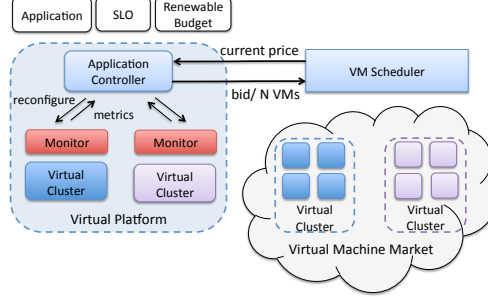 Application
SLO
Renewable
Budget
Application
Controller
current price
bid/ N VMs
VM Scheduler
reconfigure
metrics
Monitor
Monitor
Virtual
Cluster
Virtual
Cluster
Virtual Platform
Virtual
Cluster
Virtual
Cluster
Virtual Machine Market